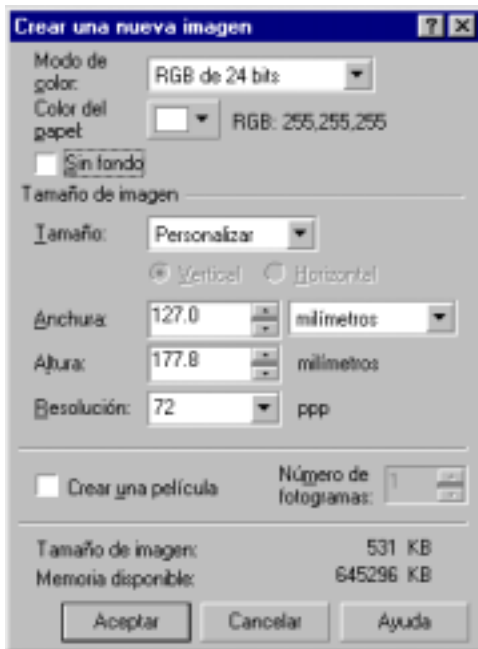 Crear una nueva imagen
Modo de color: RGB de 24 bits
Color del papel: RGB: 255,255,255
Sin fondo
Tamaño de imagen
Tamaño: Personalizar
Vertical Horizontal
Anchura: 127.0 milímetros
Altura: 177.8 milímetros
Resolución: 72 ppp
Crear una película Número de fotogramas: 1
Tamaño de imagen: 531 KB
Memoria disponible: 645296 KB
Aceptar Cancelar Ayuda